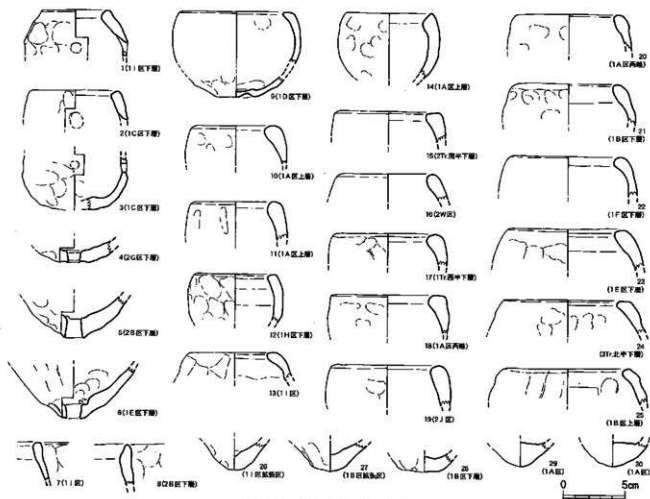 1(1I区下層)
2(1C区下層)
3(1C区下層)
4(2G区下層)
5(2B区下層)
6(1E区下層)
7(1J区)
8(2B区下層)
9(1D区下層)
10(1A区上層)
11(1A区上層)
12(1H区下層)
13(1I区)
14(1A区上層)
15(2Tr.南半下層)
16(2W区)
17(1Tr.西半下層)
18(1A区西畦)
19(2J区)
20
(1A区西畦)
21
(1B区下層)
22
(1F区下層)
23
(1E区下層)
24
(3Tr.北半下層)
25
(1B区上層)
26
(1I区拡張区)
27
(1B区拡張区)
28
(1B区下層)
29
(1A区)
30
(1A区)
0 5cm